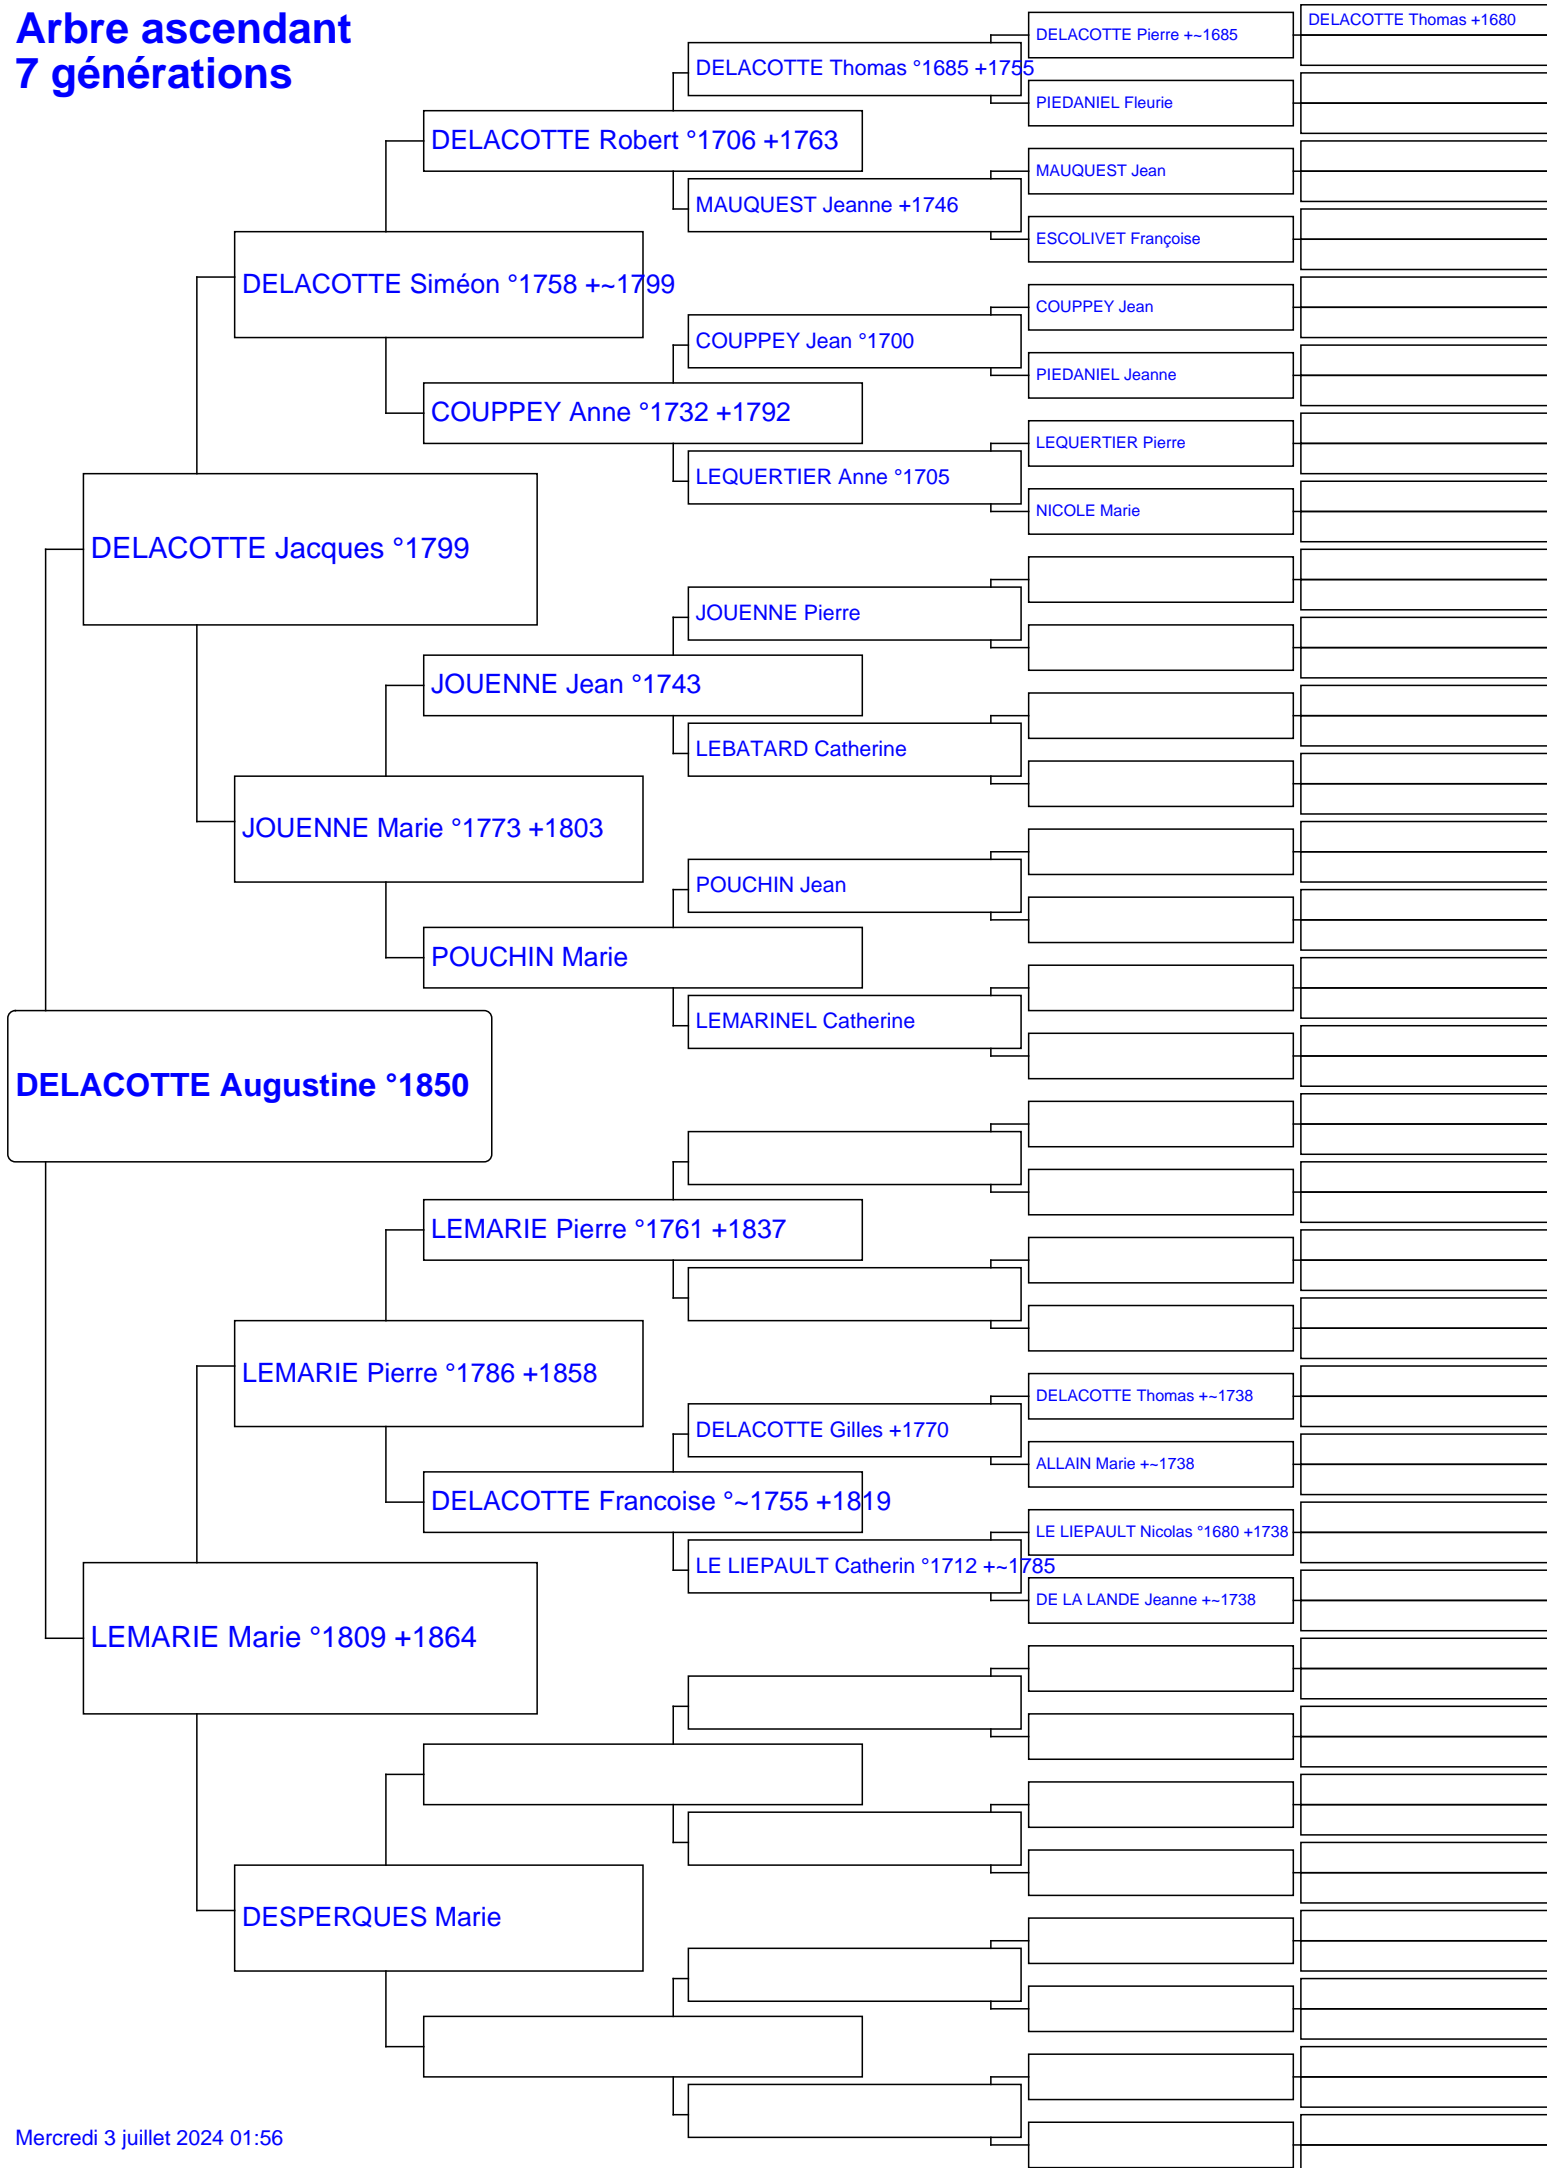 Arbre ascendant
7 générations
DELACOTTE Thomas +1680
DELACOTTE Pierre +~1685
DELACOTTE Thomas °1685 +1755
PIEDANIEL Fleurie
DELACOTTE Robert °1706 +1763
MAUQUEST Jean
MAUQUEST Jeanne +1746
ESCOLIVET Françoise
DELACOTTE Siméon °1758 +~1799
COUPPEY Jean
COUPPEY Jean °1700
PIEDANIEL Jeanne
COUPPEY Anne °1732 +1792
LEQUERTIER Pierre
LEQUERTIER Anne °1705
NICOLE Marie
DELACOTTE Jacques °1799
JOUENNE Pierre
JOUENNE Jean °1743
LEBATARD Catherine
JOUENNE Marie °1773 +1803
POUCHIN Jean
POUCHIN Marie
LEMARINEL Catherine
DELACOTTE Augustine °1850
LEMARIE Pierre °1761 +1837
LEMARIE Pierre °1786 +1858
DELACOTTE Thomas +~1738
DELACOTTE Gilles +1770
ALLAIN Marie +~1738
DELACOTTE Francoise °~1755 +1819
LE LIEPAULT Nicolas °1680 +1738
LE LIEPAULT Catherin °1712 +~1785
DE LA LANDE Jeanne +~1738
LEMARIE Marie °1809 +1864
DESPERQUES Marie
Mercredi 3 juillet 2024 01:56